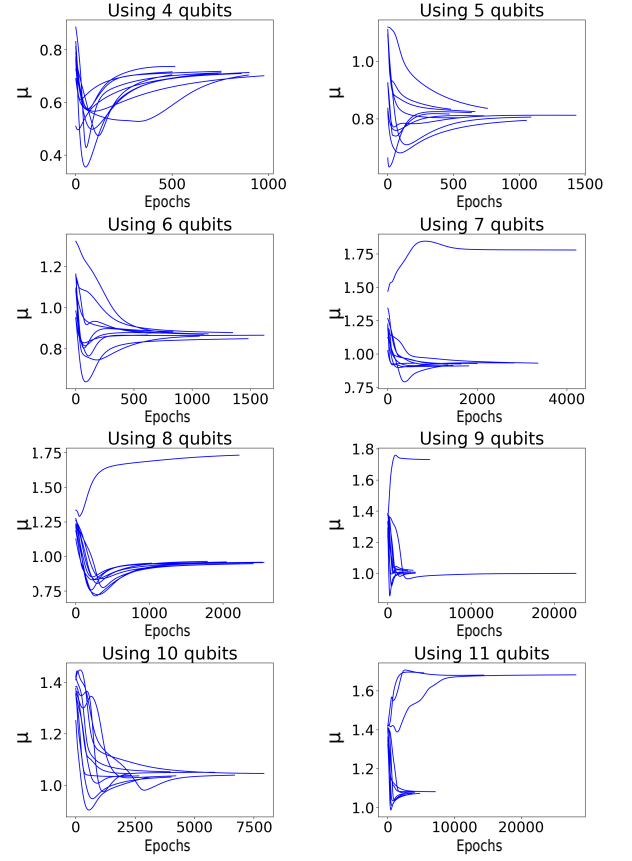 Using 4 qubits
0.8
0.6
0.4
μ
0
500
1000
Epochs
Using 5 qubits
1.0
0.8
μ
0
500
1000
1500
Epochs
Using 6 qubits
1.2
1.0
0.8
μ
0
500
1000
1500
Epochs
Using 7 qubits
1.75
1.50
1.25
1.00
0.75
μ
0
2000
4000
Epochs
Using 8 qubits
1.75
1.50
1.25
1.00
0.75
μ
0
1000
2000
Epochs
Using 9 qubits
1.8
1.6
1.4
1.2
1.0
μ
0
10000
20000
Epochs
Using 10 qubits
1.4
1.2
1.0
μ
0
2500
5000
7500
Epochs
Using 11 qubits
1.6
1.4
1.2
1.0
μ
0
10000
20000
Epochs